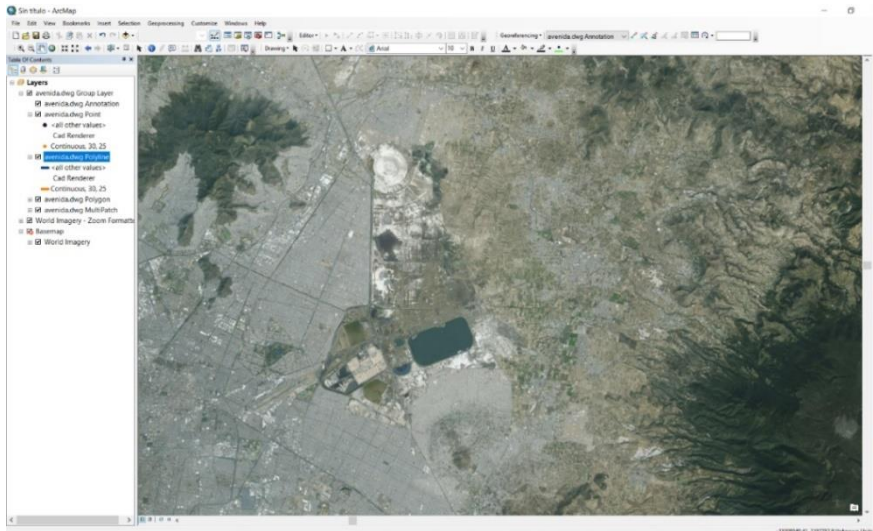 Sin título - ArcMap
File Edit View Bookmarks Insert Selection Geoprocessing Customize Windows Help
Editor Georeferencing avenida.dwg Annotation
Drawing A Arial 10 B I U A
Table Of Contents
Layers
avenida.dwg Group Layer
avenida.dwg Annotation
avenida.dwg Point
<all other values>
Cad Renderer
Continuous, 30, 25
avenida.dwg Polyline
<all other values>
Cad Renderer
Continuous, 30, 25
avenida.dwg Polygon
avenida.dwg MultiPatch
World Imagery - Zoom Formatts
Basemap
World Imagery